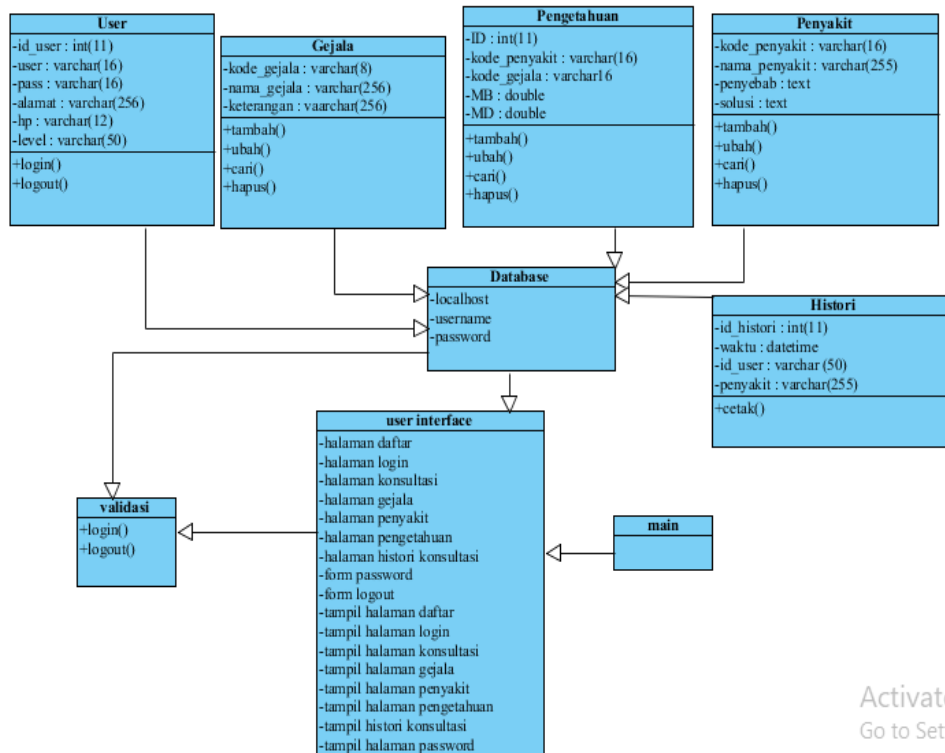 User
-id_user : int(11)
-user : varchar(16)
-pass : varchar(16)
-alamat : varchar(256)
-hp : varchar(12)
-level : varchar(50)
+login()
+logout()
Gejala
-kode_gejala : varchar(8)
-nama_gejala : varchar(256)
-keterangan : vaarchar(256)
+tambah()
+ubah()
+cari()
+hapus()
Pengetahuan
-ID : int(11)
-kode_penyakit : varchar(16)
-kode_gejala : varchar16
-MB : double
-MD : double
+tambah()
+ubah()
+cari()
+hapus()
Penyakit
-kode_penyakit : varchar(16)
-nama_penyakit : varchar(255)
-penyebab : text
-solusi : text
+tambah()
+ubah()
+cari()
+hapus()
Database
-localhost
-username
-password
Histori
-id_histori : int(11)
-waktu : datetime
-id_user : varchar (50)
-penyakit : varchar(255)
+cetak()
user interface
-halaman daftar
-halaman login
-halaman konsultasi
-halaman gejala
-halaman penyakit
-halaman pengetahuan
-halaman histori konsultasi
-form password
-form logout
-tampil halaman daftar
-tampil halaman login
-tampil halaman konsultasi
-tampil halaman gejala
-tampil halaman penyakit
-tampil halaman pengetahuan
-tampil histori konsultasi
-tampil halaman password
validasi
+login()
+logout()
main
Activate
Go to Set